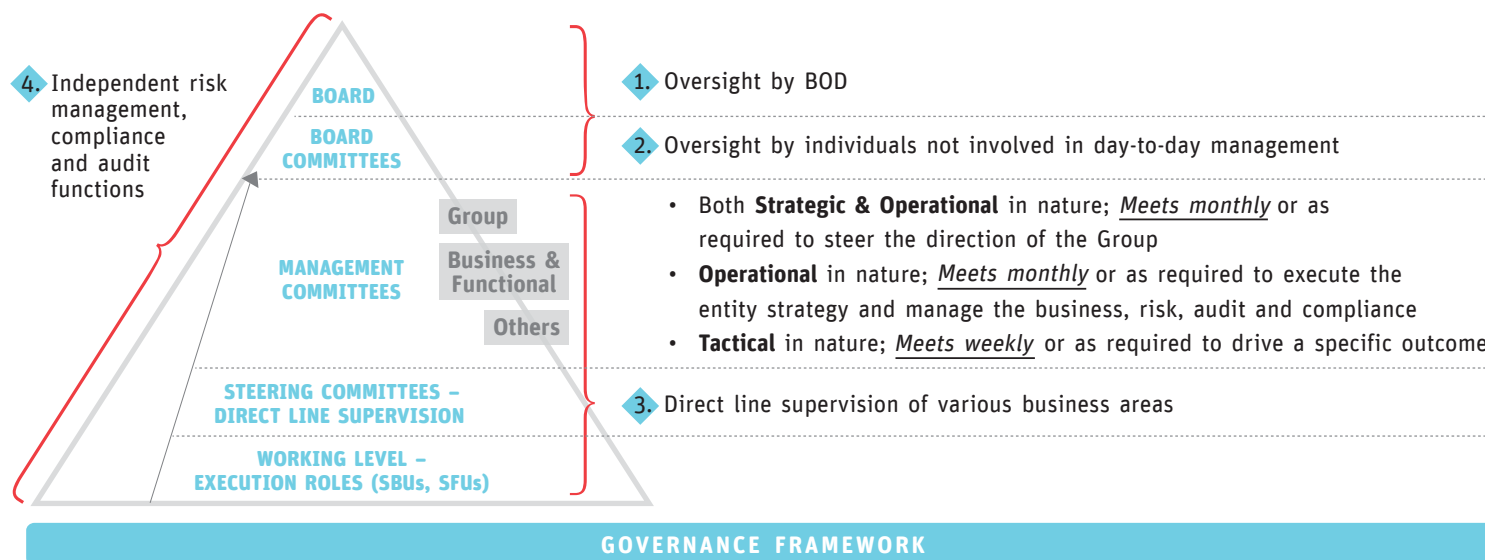 4. Independent risk
management,
compliance
and audit
functions
BOARD
BOARD
COMMITTEES
MANAGEMENT
COMMITTEES
Group
Business &
Functional
Others
STEERING COMMITTEES –
DIRECT LINE SUPERVISION
WORKING LEVEL –
EXECUTION ROLES (SBUs, SFUs)
1. Oversight by BOD
2. Oversight by individuals not involved in day-to-day management
• Both Strategic & Operational in nature; Meets monthly or as
required to steer the direction of the Group
• Operational in nature; Meets monthly or as required to execute the
entity strategy and manage the business, risk, audit and compliance
• Tactical in nature; Meets weekly or as required to drive a specific outcome
3. Direct line supervision of various business areas
GOVERNANCE FRAMEWORK